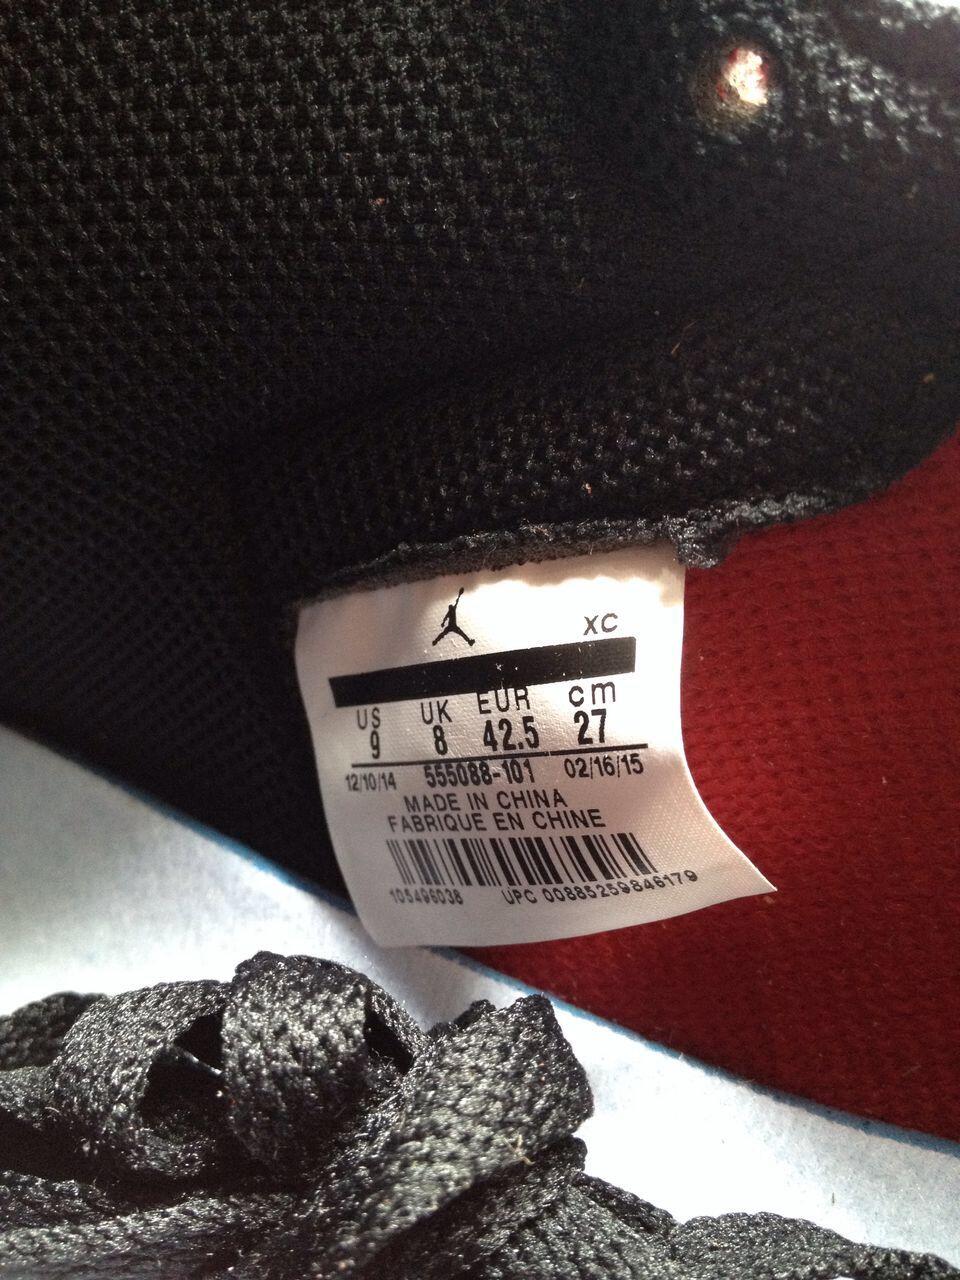 XC
US UK EUR cm
9 8 42.5 27
12/10/14 555088-101 02/16/15
MADE IN CHINA
FABRIQUE EN CHINE
105496038 UPC 00885259846179